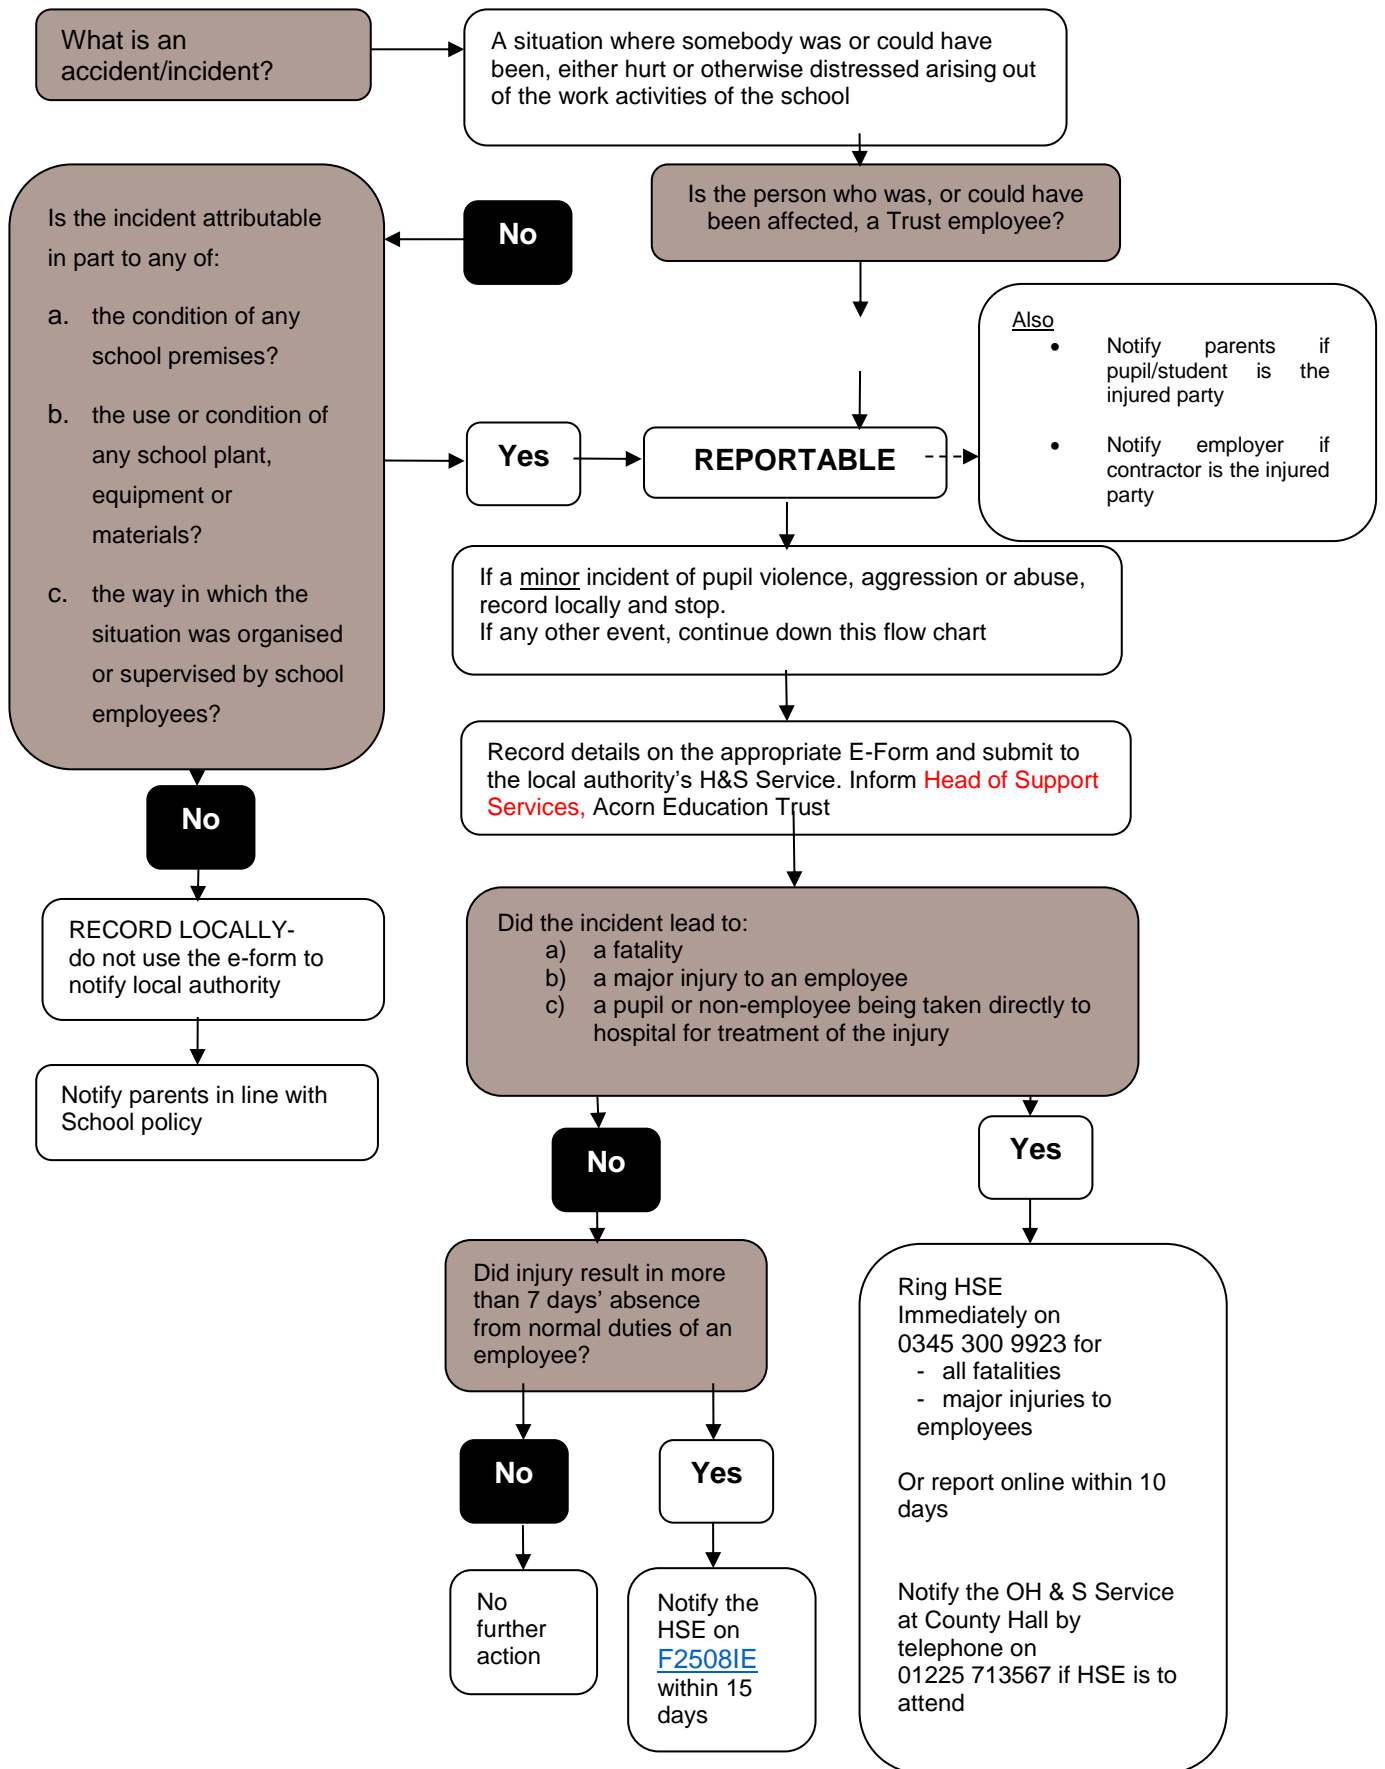 What is an
accident/incident?
A situation where somebody was or could have
been, either hurt or otherwise distressed arising out
of the work activities of the school
Is the person who was, or could have
been affected, a Trust employee?
No
Is the incident attributable
in part to any of:
a. the condition of any
school premises?
b. the use or condition of
any school plant,
equipment or
materials?
c. the way in which the
situation was organised
or supervised by school
employees?
Yes
REPORTABLE
Also
• Notify parents if
pupil/student is the
injured party
• Notify employer if
contractor is the injured
party
If a minor incident of pupil violence, aggression or abuse,
record locally and stop.
If any other event, continue down this flow chart
Record details on the appropriate E-Form and submit to
the local authority’s H&S Service. Inform Head of Support
Services, Acorn Education Trust
No
RECORD LOCALLY-
do not use the e-form to
notify local authority
Notify parents in line with
School policy
Did the incident lead to:
a) a fatality
b) a major injury to an employee
c) a pupil or non-employee being taken directly to
hospital for treatment of the injury
No
Yes
Did injury result in more
than 7 days’ absence
from normal duties of an
employee?
No
Yes
No
further
action
Notify the
HSE on
F2508IE
within 15
days
Ring HSE
Immediately on
0345 300 9923 for
- all fatalities
- major injuries to
employees
Or report online within 10
days
Notify the OH & S Service
at County Hall by
telephone on
01225 713567 if HSE is to
attend